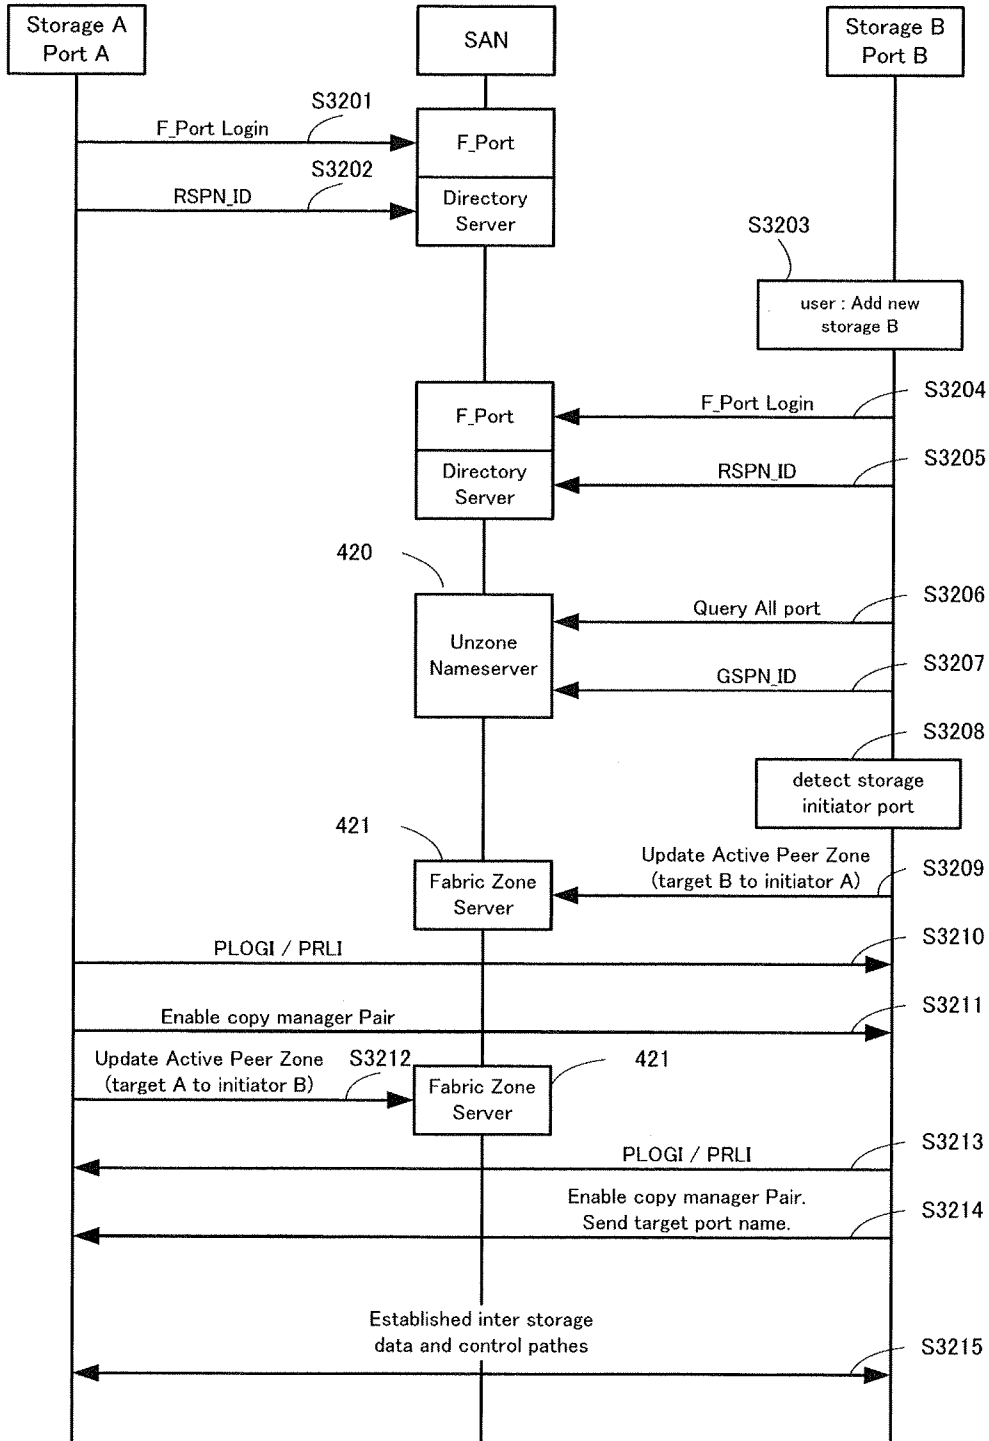 Storage A
Port A
SAN
Storage B
Port B
S3201
F_Port Login
F_Port
S3202
RSPN_ID
Directory
Server
S3203
user : Add new
storage B
S3204
F_Port Login
F_Port
S3205
RSPN_ID
Directory
Server
420
S3206
Query All port
Unzone
Nameserver
S3207
GSPN_ID
S3208
detect storage
initiator port
421
Update Active Peer Zone
(target B to initiator A)
S3209
Fabric Zone
Server
PLOGI / PRLI
S3210
Enable copy manager Pair
S3211
Update Active Peer Zone
(target A to initiator B)
S3212
421
Fabric Zone
Server
PLOGI / PRLI
S3213
Enable copy manager Pair.
Send target port name.
S3214
Established inter storage
data and control pathes
S3215